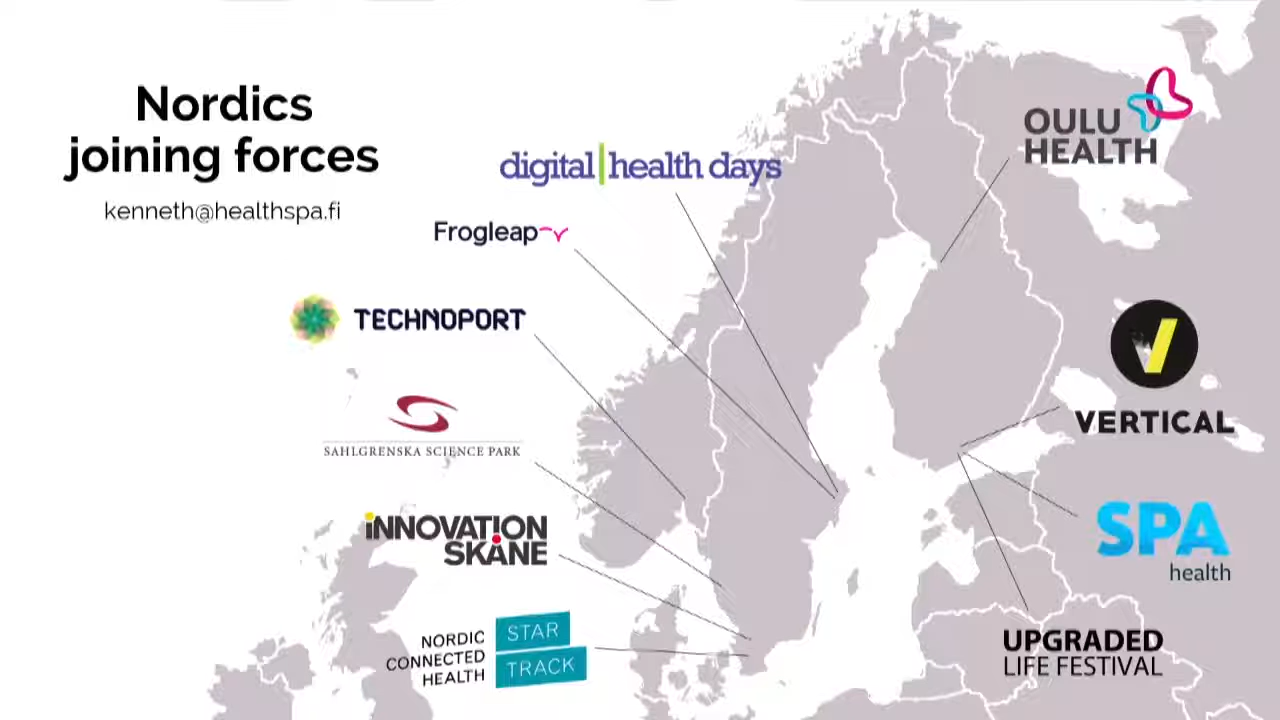 Nordics
joining forces
kenneth@healthspa.fi
digital|health days
Frogleap
TECHNOPORT
SAHLGRENSKA SCIENCE PARK
iNNOVATION
SKÅNE
NORDIC
CONNECTED
HEALTH
STAR
TRACK
OULU
HEALTH
VERTICAL
SPA
health
UPGRADED
LIFE FESTIVAL